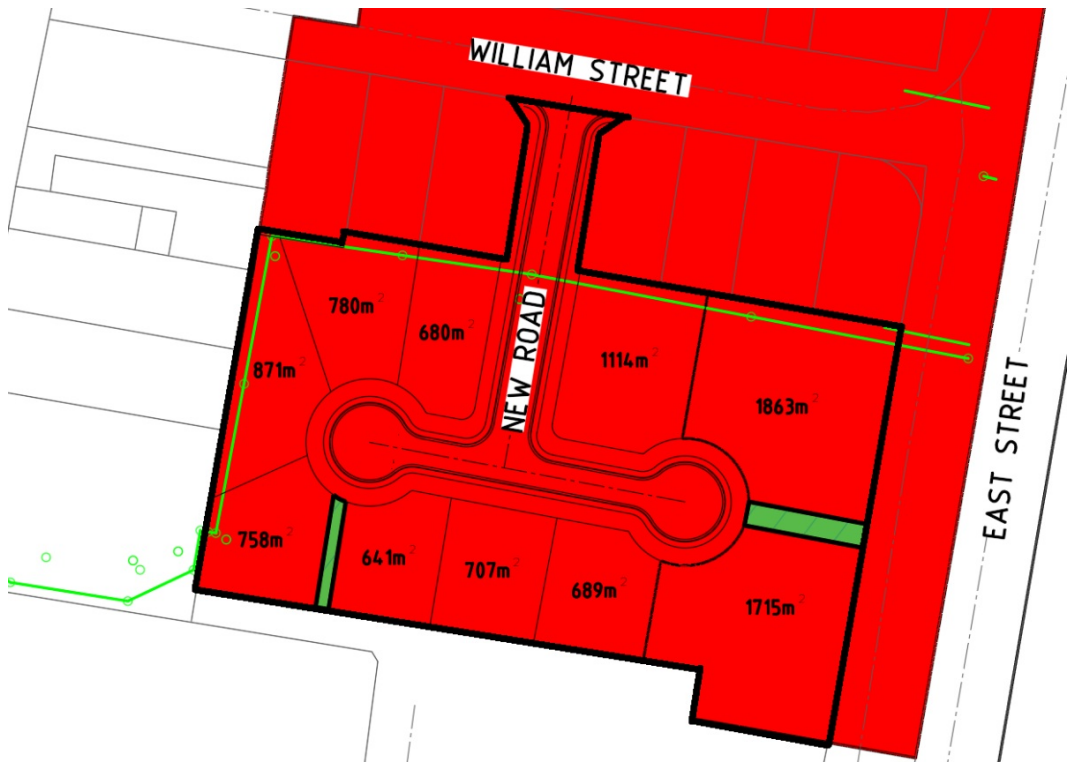 WILLIAM STREET
780m²
680m²
871m²
NEW ROAD
1114m²
1863m²
EAST STREET
758m²
641m²
707m²
689m²
1715m²